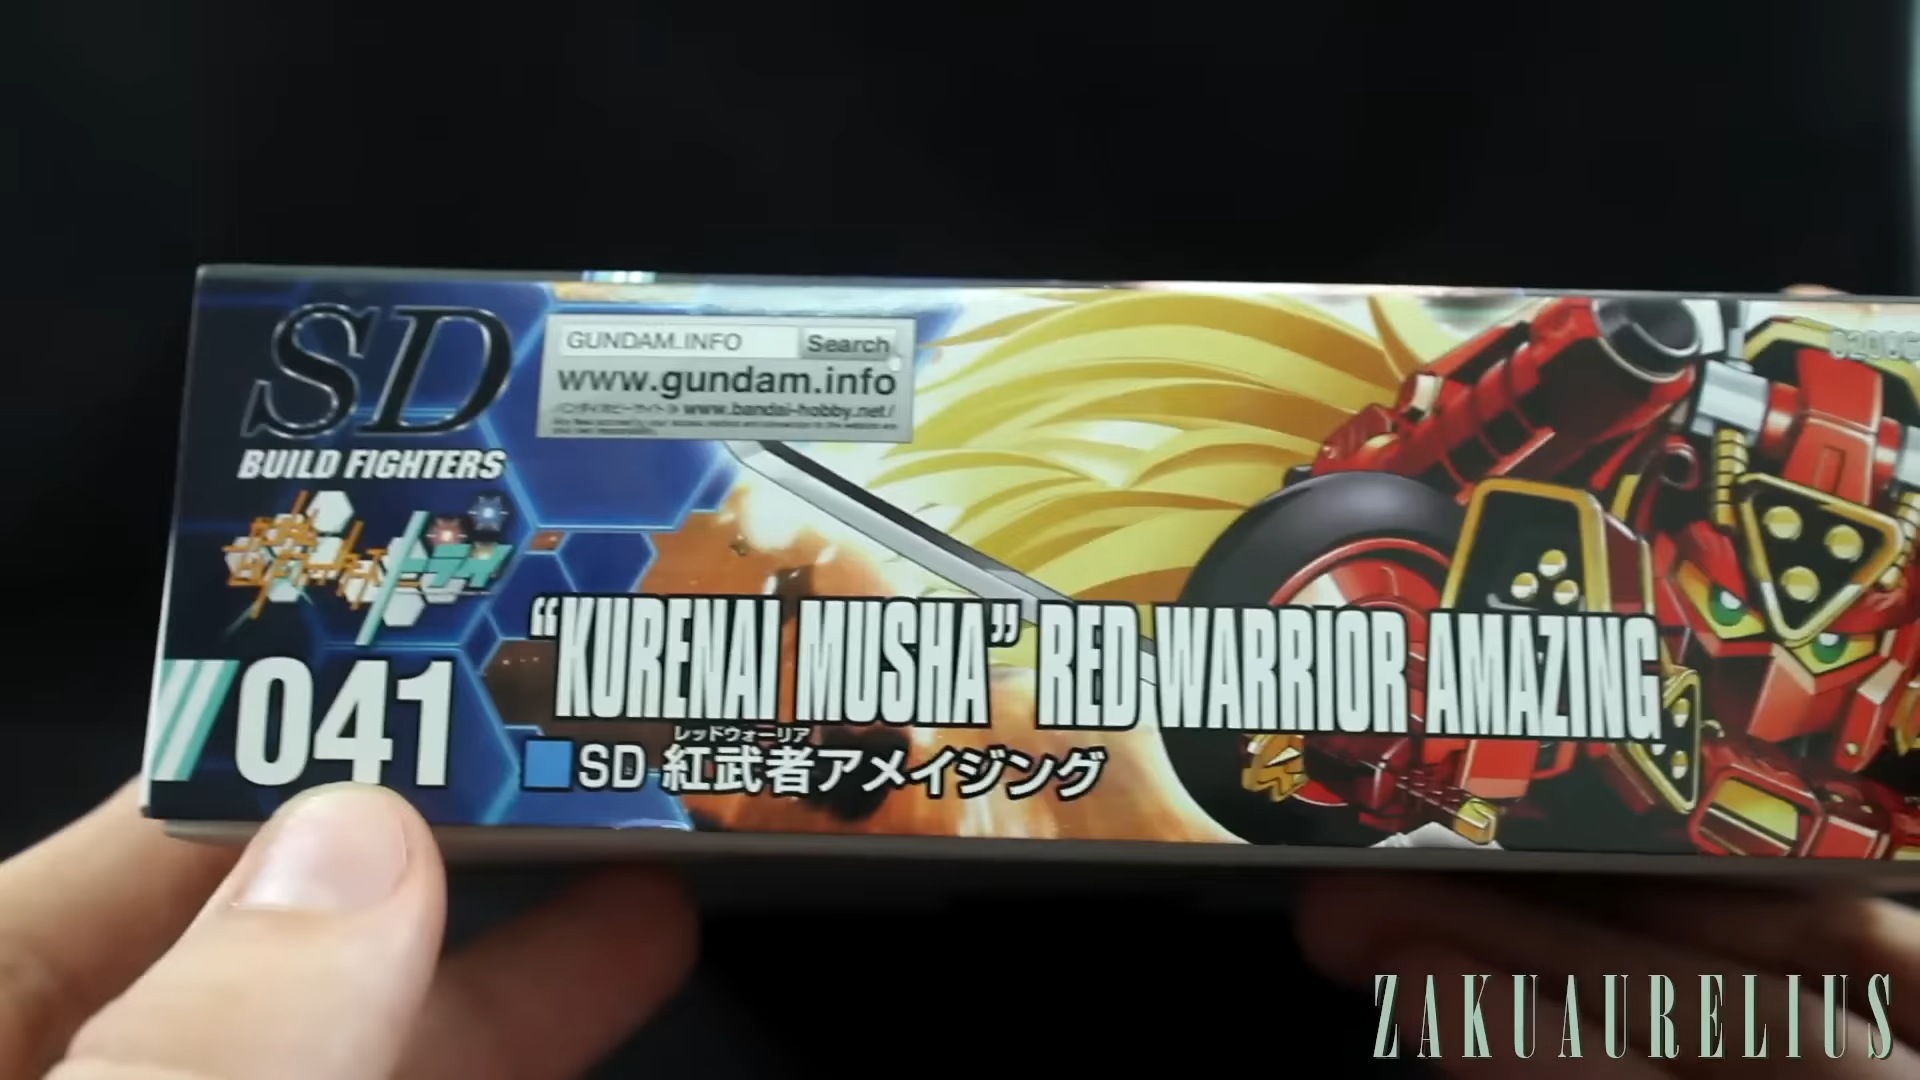 SD
BUILD FIGHTERS
041
GUNDAM.INFO Search
www.gundam.info
www.bandai-hobby.net/
"KURENAI MUSHA" RED WARRIOR AMAZING
レッドウォーリア
SD 紅武者アメイジング
ZAKUAURELIUS